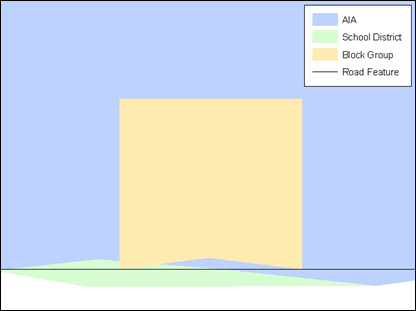 AIA
School District
Block Group
Road Feature